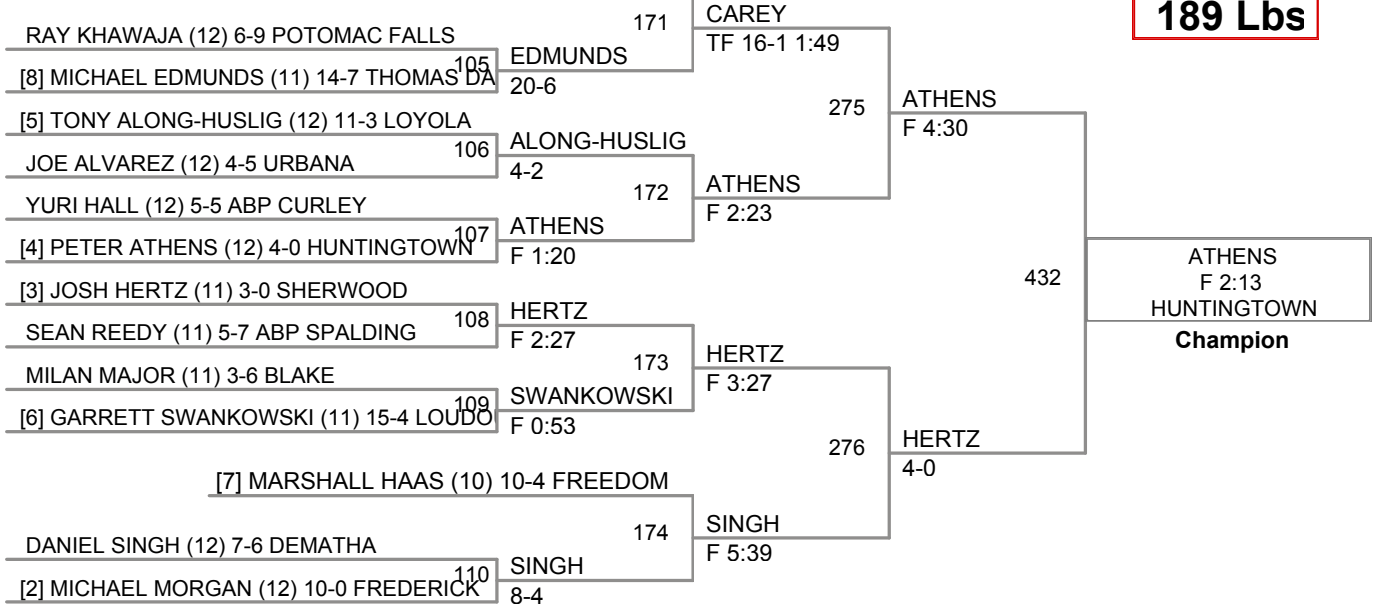 189 Lbs
RAY KHAWAJA (12) 6-9 POTOMAC FALLS
[8] MICHAEL EDMUNDS (11) 14-7 THOMAS DA
105
EDMUNDS
20-6
171
CAREY
TF 16-1 1:49
[5] TONY ALONG-HUSLIG (12) 11-3 LOYOLA
JOE ALVAREZ (12) 4-5 URBANA
106
ALONG-HUSLIG
4-2
YURI HALL (12) 5-5 ABP CURLEY
[4] PETER ATHENS (12) 4-0 HUNTINGTOWN
107
ATHENS
F 1:20
172
ATHENS
F 2:23
275
ATHENS
F 4:30
[3] JOSH HERTZ (11) 3-0 SHERWOOD
SEAN REEDY (11) 5-7 ABP SPALDING
108
HERTZ
F 2:27
MILAN MAJOR (11) 3-6 BLAKE
[6] GARRETT SWANKOWSKI (11) 15-4
109
SWANKOWSKI
F 0:53
173
HERTZ
F 3:27
[7] MARSHALL HAAS (10) 10-4 FREEDOM
DANIEL SINGH (12) 7-6 DEMATHA
[2] MICHAEL MORGAN (12) 10-0 FREDERICK
110
SINGH
8-4
174
SINGH
F 5:39
276
HERTZ
4-0
432
ATHENS
F 2:13
HUNTINGTOWN
Champion